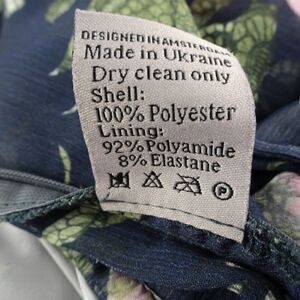 DESIGNED IN AMSTERDAM
Made in Ukraine
Dry clean only
Shell:
100% Polyester
Lining:
92% Polyamide
8% Elastane
P